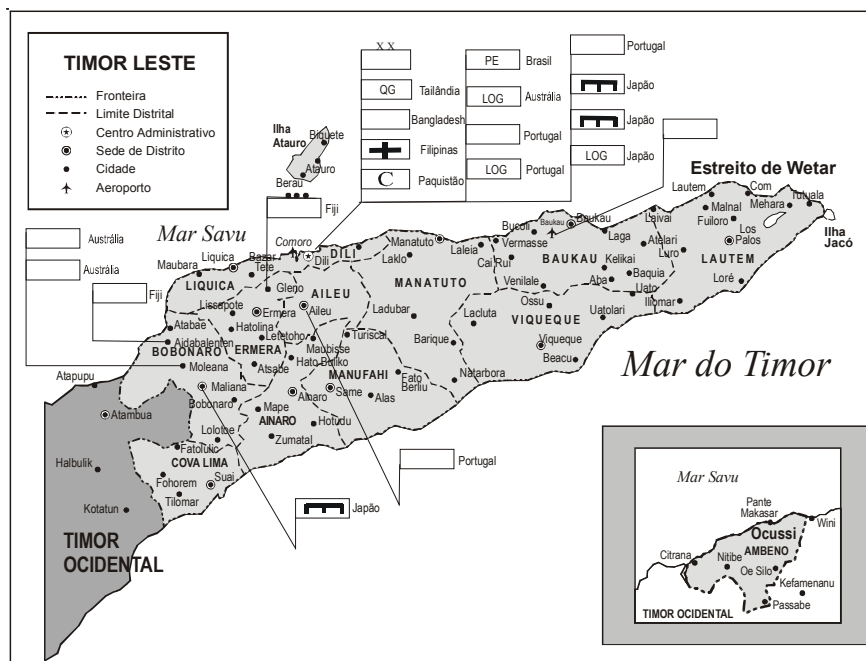 TIMOR LESTE
Fronteira
Limite Distrital
Centro Administrativo
Sede de Distrito
Cidade
Aeroporto
X X
QG Tailândia
Bangladesh
Filipinas
C Paquistão
PE Brasil
LOG Austrália
Portugal
LOG Portugal
Portugal
Japão
Japão
LOG Japão
Ilha
Atauro
Biquete
Atauro
Berau
Fiji
Mar Savu
Comoro
Austrália
Austrália
Fiji
Estreito de Wetar
Lautem
Com
Mehara
Tutuala
Malnal
Fuiloro
Los
Palos
Ilha
Jacó
Laivai
Atelari
Luro
LAUTEM
Loré
Iliomar
Bucoli
Baukau
Baukau
Vermasse
Laga
BAUKAU
Kelikai
Baquia
Aba
Uato
Cai Rui
Venilale
Ossu
Uatolari
VIQUEQUE
Viqueque
Beacu
Manatuto
Laleia
Laklo
MANATUTO
Ladubar
Lacluta
Barique
Natarbora
DILI
Dili
Liquica
Bazar
Tete
Maubara
LIQUICA
Gleno
AILEU
Aileu
Lissapote
Ermera
Hatolina
Letetoho
ERMERA
Atsabe
Hato Buliko
Maubisse
Turiscal
MANUFAHI
Fato
Berliu
Same
Alas
Atabae
Aidabalenten
BOBONARO
Moleana
Maliana
Bobonaro
Ainaro
Mape
AINARO
Hotudu
Zumatal
Lolotoe
Fatolulic
COVA LIMA
Suai
Fohorem
Tilomar
Atapupu
Atambua
Halbulik
Kotatun
TIMOR
OCIDENTAL
Japão
Portugal
Mar do Timor
Mar Savu
Pante
Makasar
Wini
Ocussi
AMBENO
Citrana
Nitibe
Oe Silo
Kefamenanu
Passabe
TIMOR OCIDENTAL